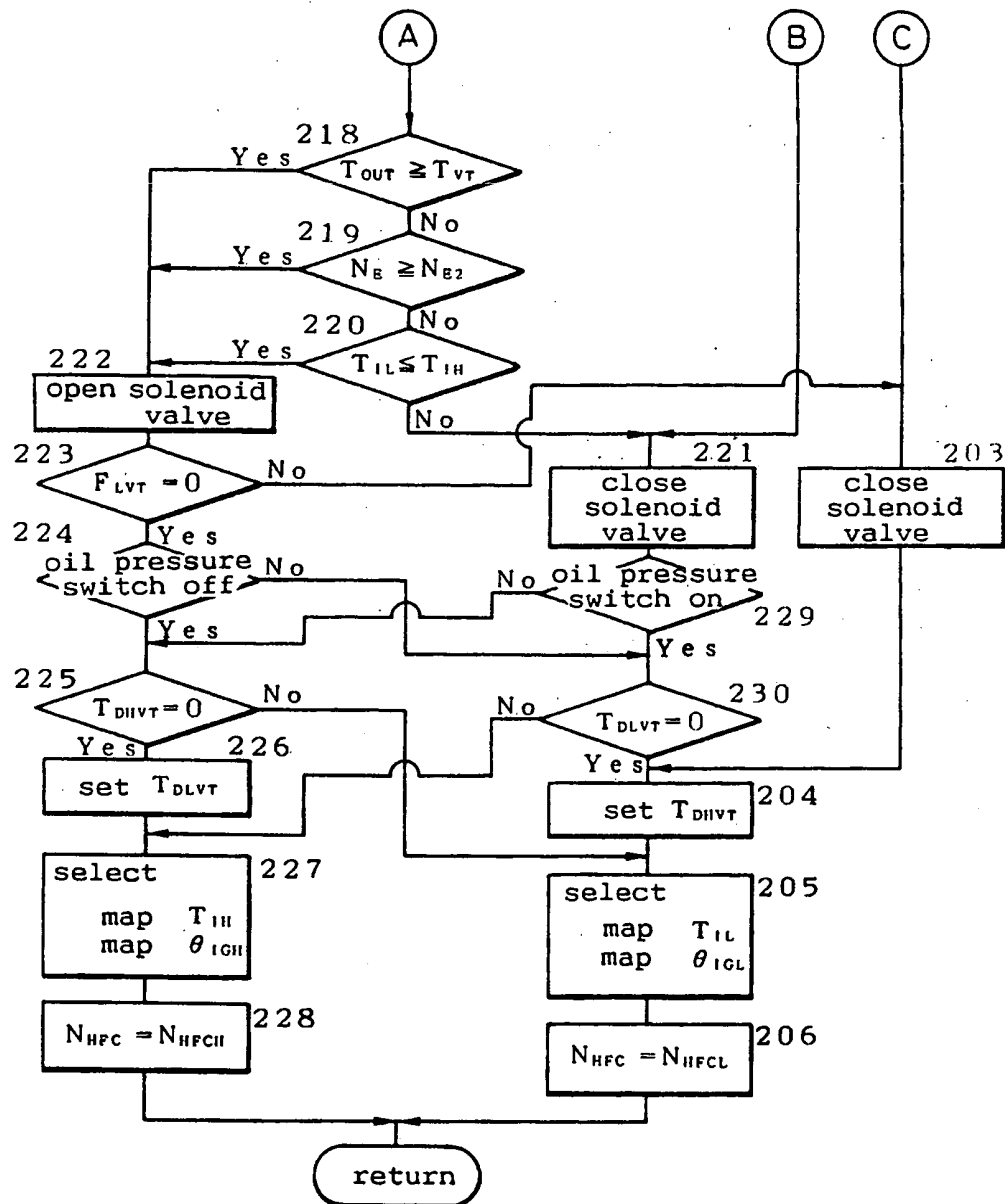 A B C
218
Yes
T_OUT ≧ T_VT
No
219
Yes
N_E ≧ N_E2
No
220
Yes
T_IL ≦ T_IH
No
222
open solenoid
valve
221
close
solenoid
valve
203
close
solenoid
valve
223
F_LVT = 0
No
Yes
224
oil pressure
switch off
No
Yes
No
oil pressure
switch on
229
Yes
225
T_DHVT = 0
No
Yes
230
No
T_DLVT = 0
Yes
226
set T_DLVT
204
set T_DHVT
227
select
map T_IH
map θ_IGH
205
select
map T_IL
map θ_IGL
228
N_HFC = N_HFCH
206
N_HFC = N_HFCL
return